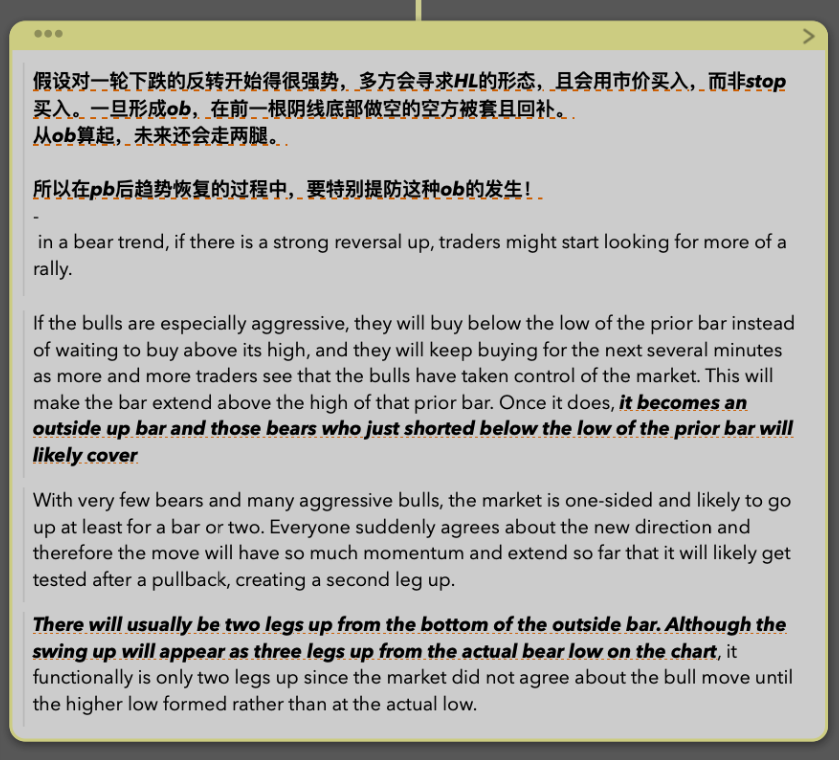 假设对一轮下跌的反转开始得很强势，多方会寻求HL的形态，且会用市价买入，而非stop
买入。一旦形成ob，在前一根阴线底部做空的空方被套且回补。
从ob算起，未来还会走两腿。
所以在pb后趋势恢复的过程中，要特别提防这种ob的发生！
-
in a bear trend, if there is a strong reversal up, traders might start looking for more of a
rally.
If the bulls are especially aggressive, they will buy below the low of the prior bar instead
of waiting to buy above its high, and they will keep buying for the next several minutes
as more and more traders see that the bulls have taken control of the market. This will
make the bar extend above the high of that prior bar. Once it does, it becomes an
outside up bar and those bears who just shorted below the low of the prior bar will
likely cover
With very few bears and many aggressive bulls, the market is one-sided and likely to go
up at least for a bar or two. Everyone suddenly agrees about the new direction and
therefore the move will have so much momentum and extend so far that it will likely get
tested after a pullback, creating a second leg up.
There will usually be two legs up from the bottom of the outside bar. Although the
swing up will appear as three legs up from the actual bear low on the chart, it
functionally is only two legs up since the market did not agree about the bull move until
the higher low formed rather than at the actual low.